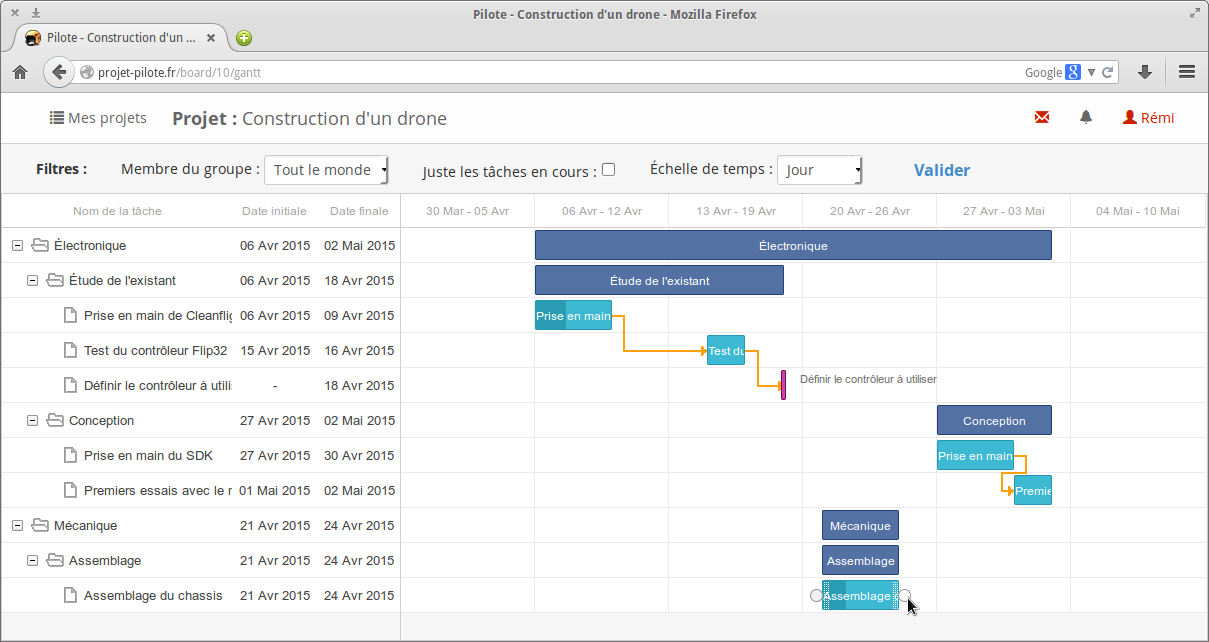 Pilote - Construction d'un drone - Mozilla Firefox
Pilote - Construction d'un ...
projet-pilote.fr/board/10/gantt
Google
Mes projets
Projet : Construction d'un drone
Rémi
Filtres :
Membre du groupe : Tout le monde
Juste les tâches en cours :
Échelle de temps : Jour
Valider
Nom de la tâche Date initiale Date finale 30 Mar - 05 Avr 06 Avr - 12 Avr 13 Avr - 19 Avr 20 Avr - 26 Avr 27 Avr - 03 Mai 04 Mai - 10 Mai
Électronique 06 Avr 2015 02 Mai 2015 Électronique
Étude de l'existant 06 Avr 2015 18 Avr 2015 Étude de l'existant
Prise en main de Cleanflig 06 Avr 2015 09 Avr 2015 Prise en main
Test du contrôleur Flip32 15 Avr 2015 16 Avr 2015 Test du
Définir le contrôleur à utilis - 18 Avr 2015 Définir le contrôleur à utiliser
Conception 27 Avr 2015 02 Mai 2015 Conception
Prise en main du SDK 27 Avr 2015 30 Avr 2015 Prise en main
Premiers essais avec le r 01 Mai 2015 02 Mai 2015 Premie
Mécanique 21 Avr 2015 24 Avr 2015 Mécanique
Assemblage 21 Avr 2015 24 Avr 2015 Assemblage
Assemblage du chassis 21 Avr 2015 24 Avr 2015 Assemblage